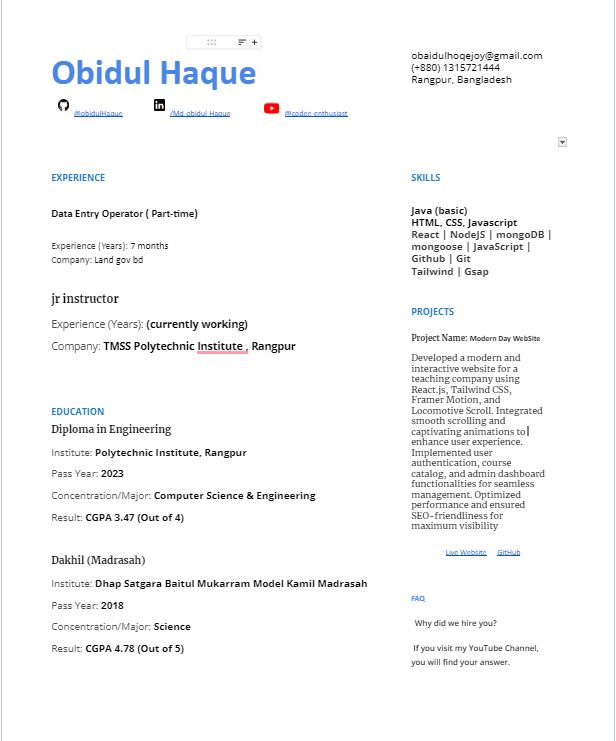 Obidul Haque
@obidulHaque
/Md-obidul-Haque
@codee-enthusiast
obaidulhoqejoy@gmail.com
(+880) 1315721444
Rangpur, Bangladesh
EXPERIENCE
Data Entry Operator ( Part-time)
Experience (Years): 7 months
Company: Land gov bd
jr instructor
Experience (Years): (currently working)
Company: TMSS Polytechnic Institute , Rangpur
EDUCATION
Diploma in Engineering
Institute: Polytechnic Institute, Rangpur
Pass Year: 2023
Concentration/Major: Computer Science & Engineering
Result: CGPA 3.47 (Out of 4)
Dakhil (Madrasah)
Institute: Dhap Satgara Baitul Mukarram Model Kamil Madrasah
Pass Year: 2018
Concentration/Major: Science
Result: CGPA 4.78 (Out of 5)
SKILLS
Java (basic)
HTML, CSS, Javascript
React | NodeJS | mongoDB |
mongoose | JavaScript |
Github | Git
Tailwind | Gsap
PROJECTS
Project Name: Modern Day WebSite
Developed a modern and
interactive website for a
teaching company using
React.js, Tailwind CSS,
Framer Motion, and
Locomotive Scroll. Integrated
smooth scrolling and
captivating animations to
enhance user experience.
Implemented user
authentication, course
catalog, and admin dashboard
functionalities for seamless
management. Optimized
performance and ensured
SEO-friendliness for
maximum visibility
Live Website GitHub
FAQ
Why did we hire you?
If you visit my YouTube Channel,
you will find your answer.